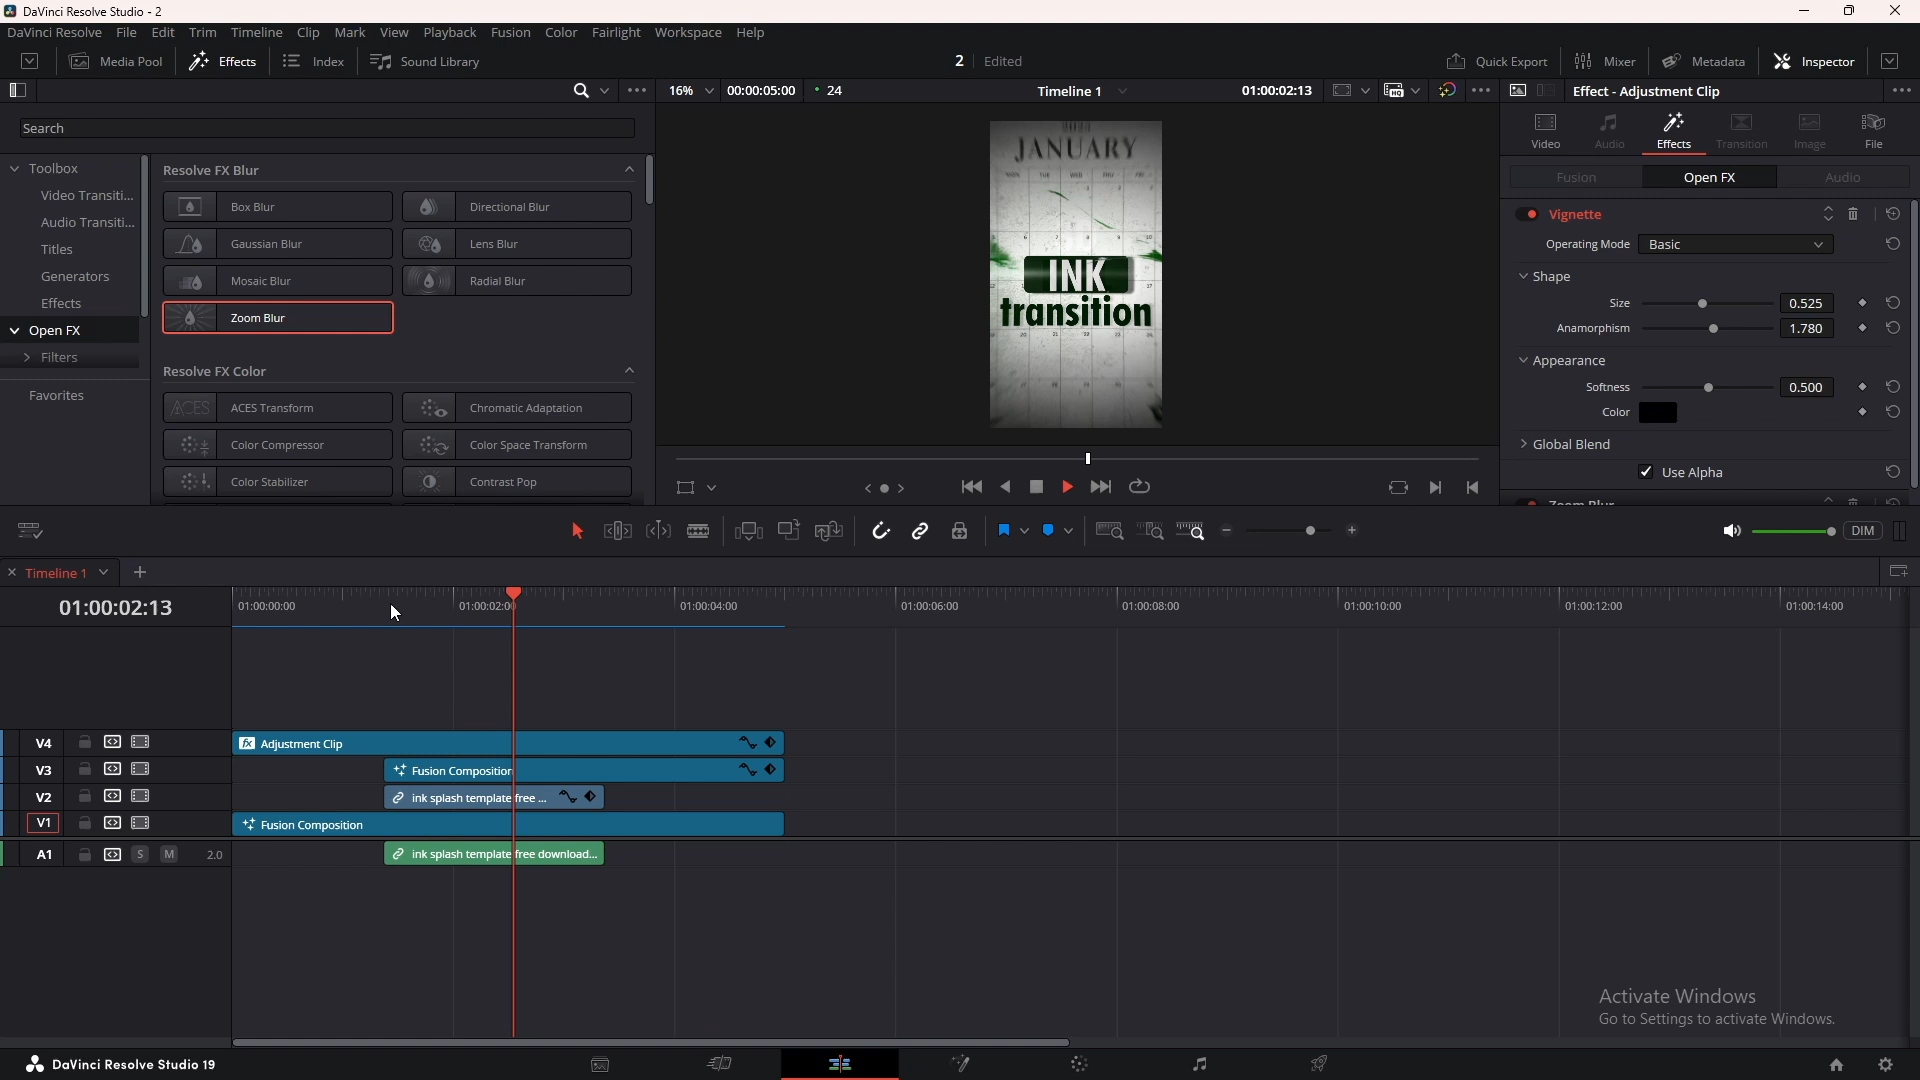 DaVinci Resolve Studio - 2
DaVinci Resolve File Edit Trim Timeline Clip Mark View Playback Fusion Color Fairlight Workspace Help
Media Pool Effects Index Sound Library 2 Edited Quick Export Mixer Metadata Inspector
16% 00:00:05:00 24 Timeline 1 01:00:02:13 Effect - Adjustment Clip
Search
Video Audio Effects Transition Image File
Toolbox
Video Transiti...
Audio Transiti...
Titles
Generators
Effects
Open FX
Filters
Favorites
Resolve FX Blur
Box Blur Directional Blur
Gaussian Blur Lens Blur
Mosaic Blur Radial Blur
Zoom Blur
Resolve FX Color
ACES Transform Chromatic Adaptation
Color Compressor Color Space Transform
Color Stabilizer Contrast Pop
JANUARY
INK
transition
Fusion Open FX Audio
Vignette
Operating Mode Basic
Shape
Size 0.525
Anamorphism 1.780
Appearance
Softness 0.500
Color
Global Blend
Use Alpha
Zoom Blur
DIM
Timeline 1
01:00:02:13 01:00:00:00 01:00:02:0 01:00:04:00 01:00:06:00 01:00:08:00 01:00:10:00 01:00:12:00 01:00:14:00
V4 Adjustment Clip
V3 Fusion Composition
V2 ink splash template free ...
V1 Fusion Composition
A1 S M 2.0 ink splash template free download...
Activate Windows
Go to Settings to activate Windows.
DaVinci Resolve Studio 19